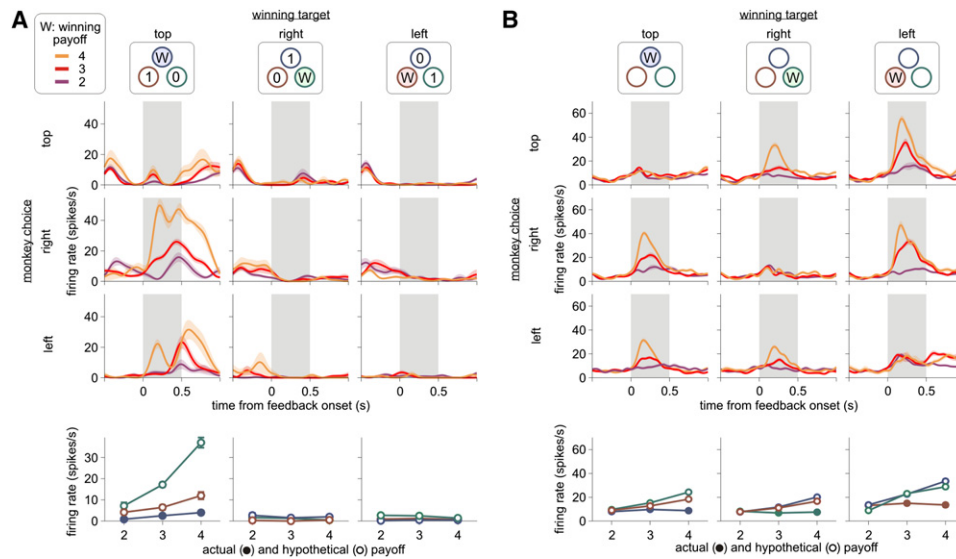 A
W: winning
payoff
4
3
2
winning target
top
right
left
W
1
0
1
0
W
0
W
1
top
40
20
0
monkey choice
right
firing rate (spikes/s)
40
20
0
left
60
40
20
0
0
0.5
0
0.5
0
0.5
time from feedback onset (s)
firing rate (spikes/s)
30
20
10
0
2
3
4
2
3
4
2
3
4
actual (●) and hypothetical (○) payoff
B
winning target
top
right
left
W
W
W
top
60
40
20
0
monkey choice
right
firing rate (spikes/s)
60
40
20
0
left
60
40
20
0
0
0.5
0
0.5
0
0.5
time from feedback onset (s)
firing rate (spikes/s)
60
40
20
0
2
3
4
2
3
4
2
3
4
actual (●) and hypothetical (○) payoff